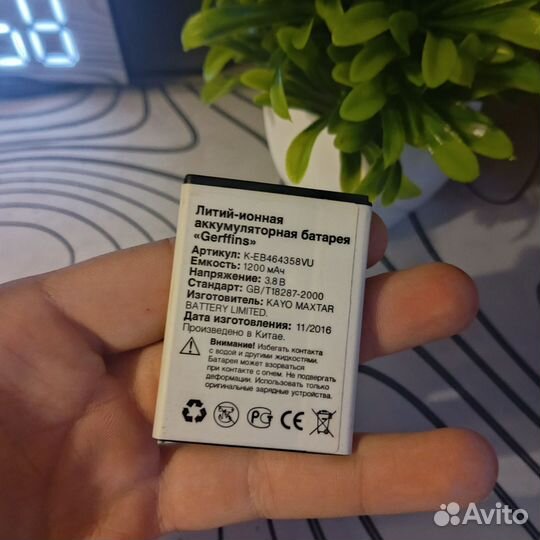 Литий-ионная
аккумуляторная батарея
«Gerffins»
Артикул: K-EB464358VU
Емкость: 1200 мАч
Напряжение: 3.8 В
Стандарт: GB/T18287-2000
Изготовитель: KAYO MAXTAR
BATTERY LIMITED.
Дата изготовления: 11/2016
Произведено в Китае.
Внимание! Избегать контакта
с водой и другими жидкостями.
Батарея может взорваться
при контакте с огнем. Не подвергать
деформации. Использовать только
оригинальные зарядные устройства.
РСТ CE
Avito